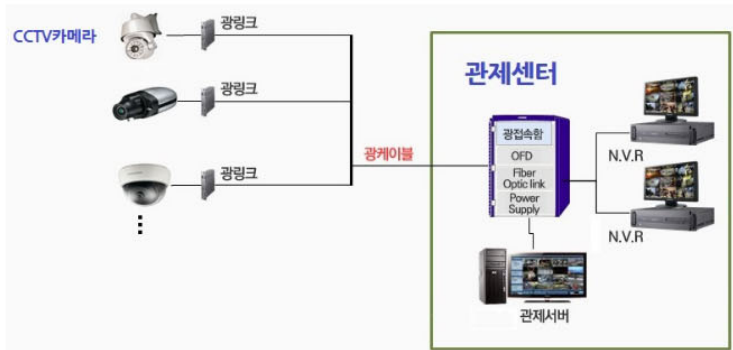 CCTV카메라
광링크
광링크
광링크
광케이블
관제센터
광접속함
OFD
Fiber
Optic link
Power
Supply
N.V.R
N.V.R
관제서버